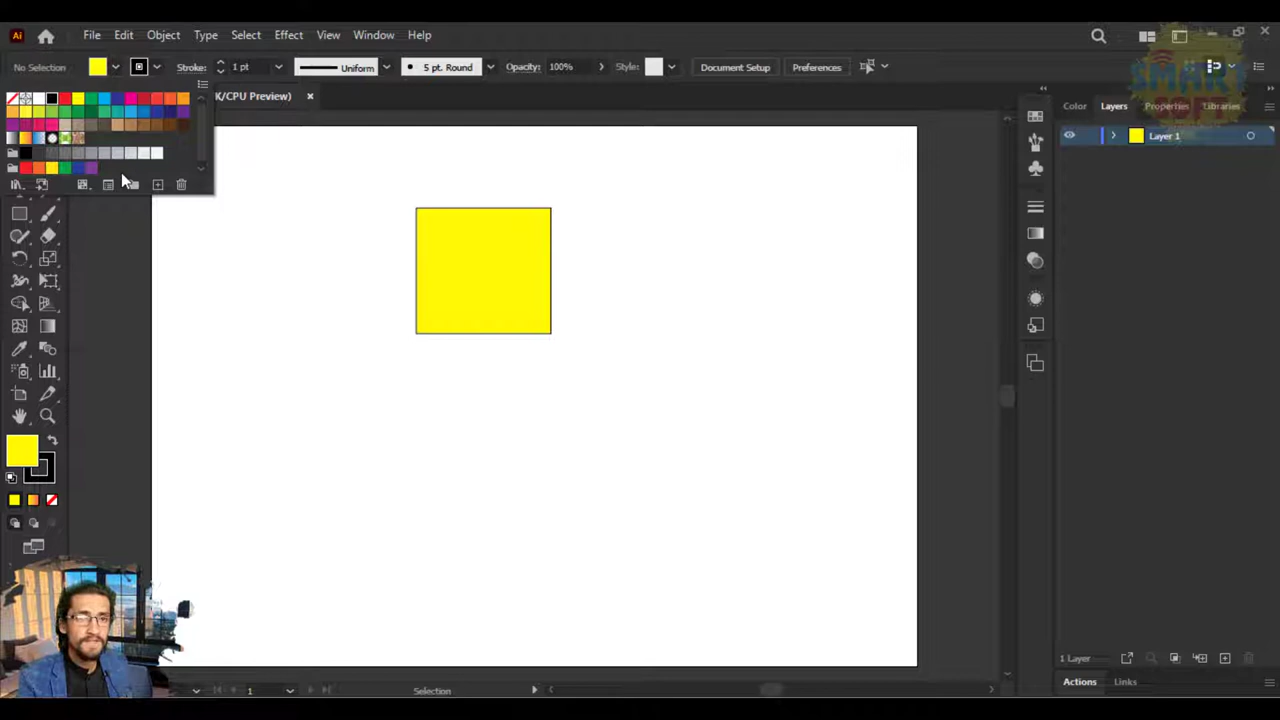 Ai File Edit Object Type Select Effect View Window Help
No Selection Stroke: 1 pt Uniform 5 pt. Round Opacity: 100% Style: Document Setup Preferences
K/CPU Preview)
Color Layers Properties Libraries
Layer 1
SMART
1 Layer
Actions Links
1 Selection